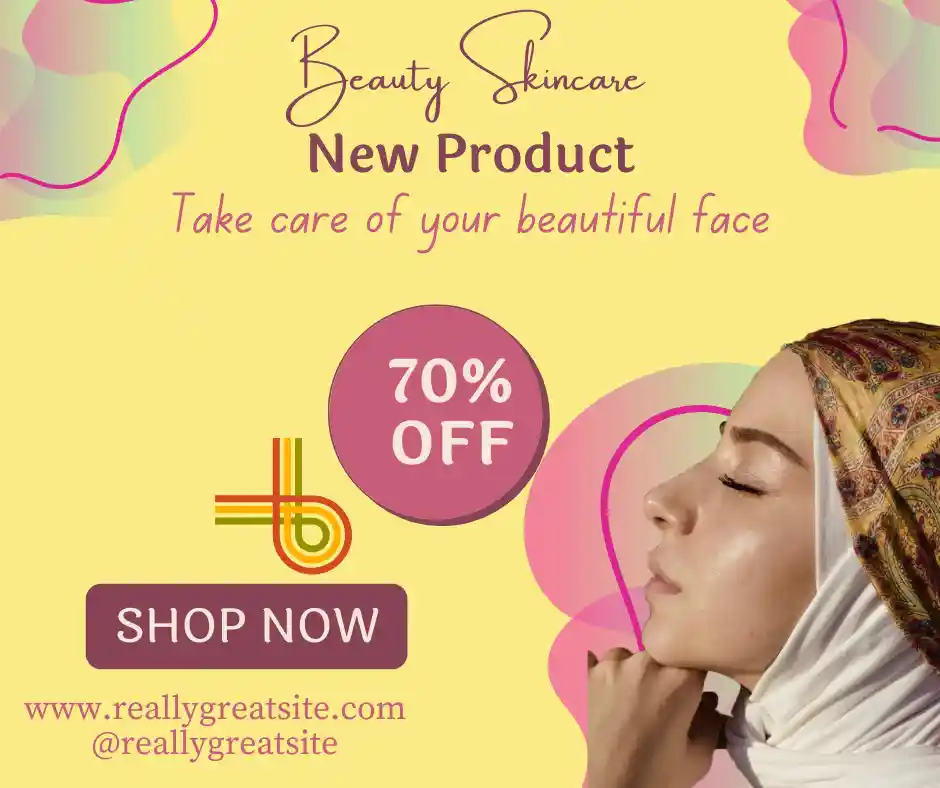 Beauty Skincare
New Product
Take care of your beautiful face
70%
OFF
SHOP NOW
www.reallygreatsite.com
@reallygreatsite